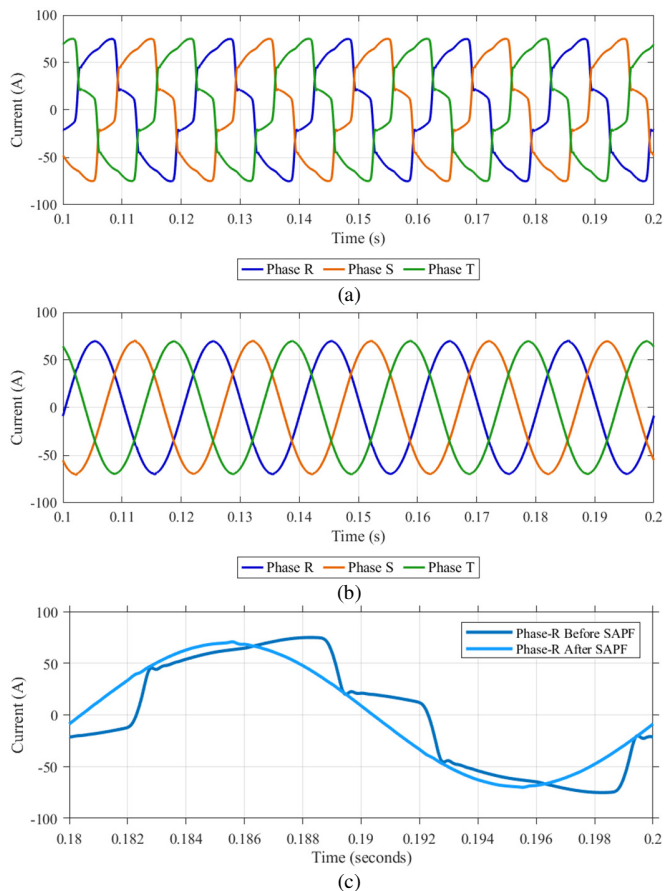 100
50
0
-50
-100
Current (A)
0.1 0.11 0.12 0.13 0.14 0.15 0.16 0.17 0.18 0.19 0.2
Time (s)
Phase R Phase S Phase T
(a)
100
50
0
-50
-100
Current (A)
0.1 0.11 0.12 0.13 0.14 0.15 0.16 0.17 0.18 0.19 0.2
Time (s)
Phase R Phase S Phase T
(b)
100
50
0
-50
-100
Current (A)
Phase-R Before SAPF
Phase-R After SAPF
0.18 0.182 0.184 0.186 0.188 0.19 0.192 0.194 0.196 0.198 0.2
Time (seconds)
(c)